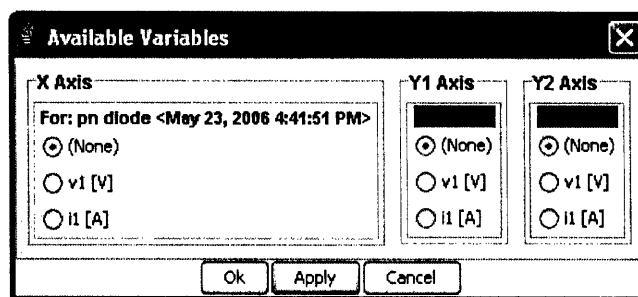 Available Variables
X Axis
Y1 Axis
Y2 Axis
For: pn diode <May 23, 2006 4:41:51 PM>
(None)
(None)
(None)
v1 [V]
v1 [V]
v1 [V]
i1 [A]
i1 [A]
i1 [A]
Ok
Apply
Cancel